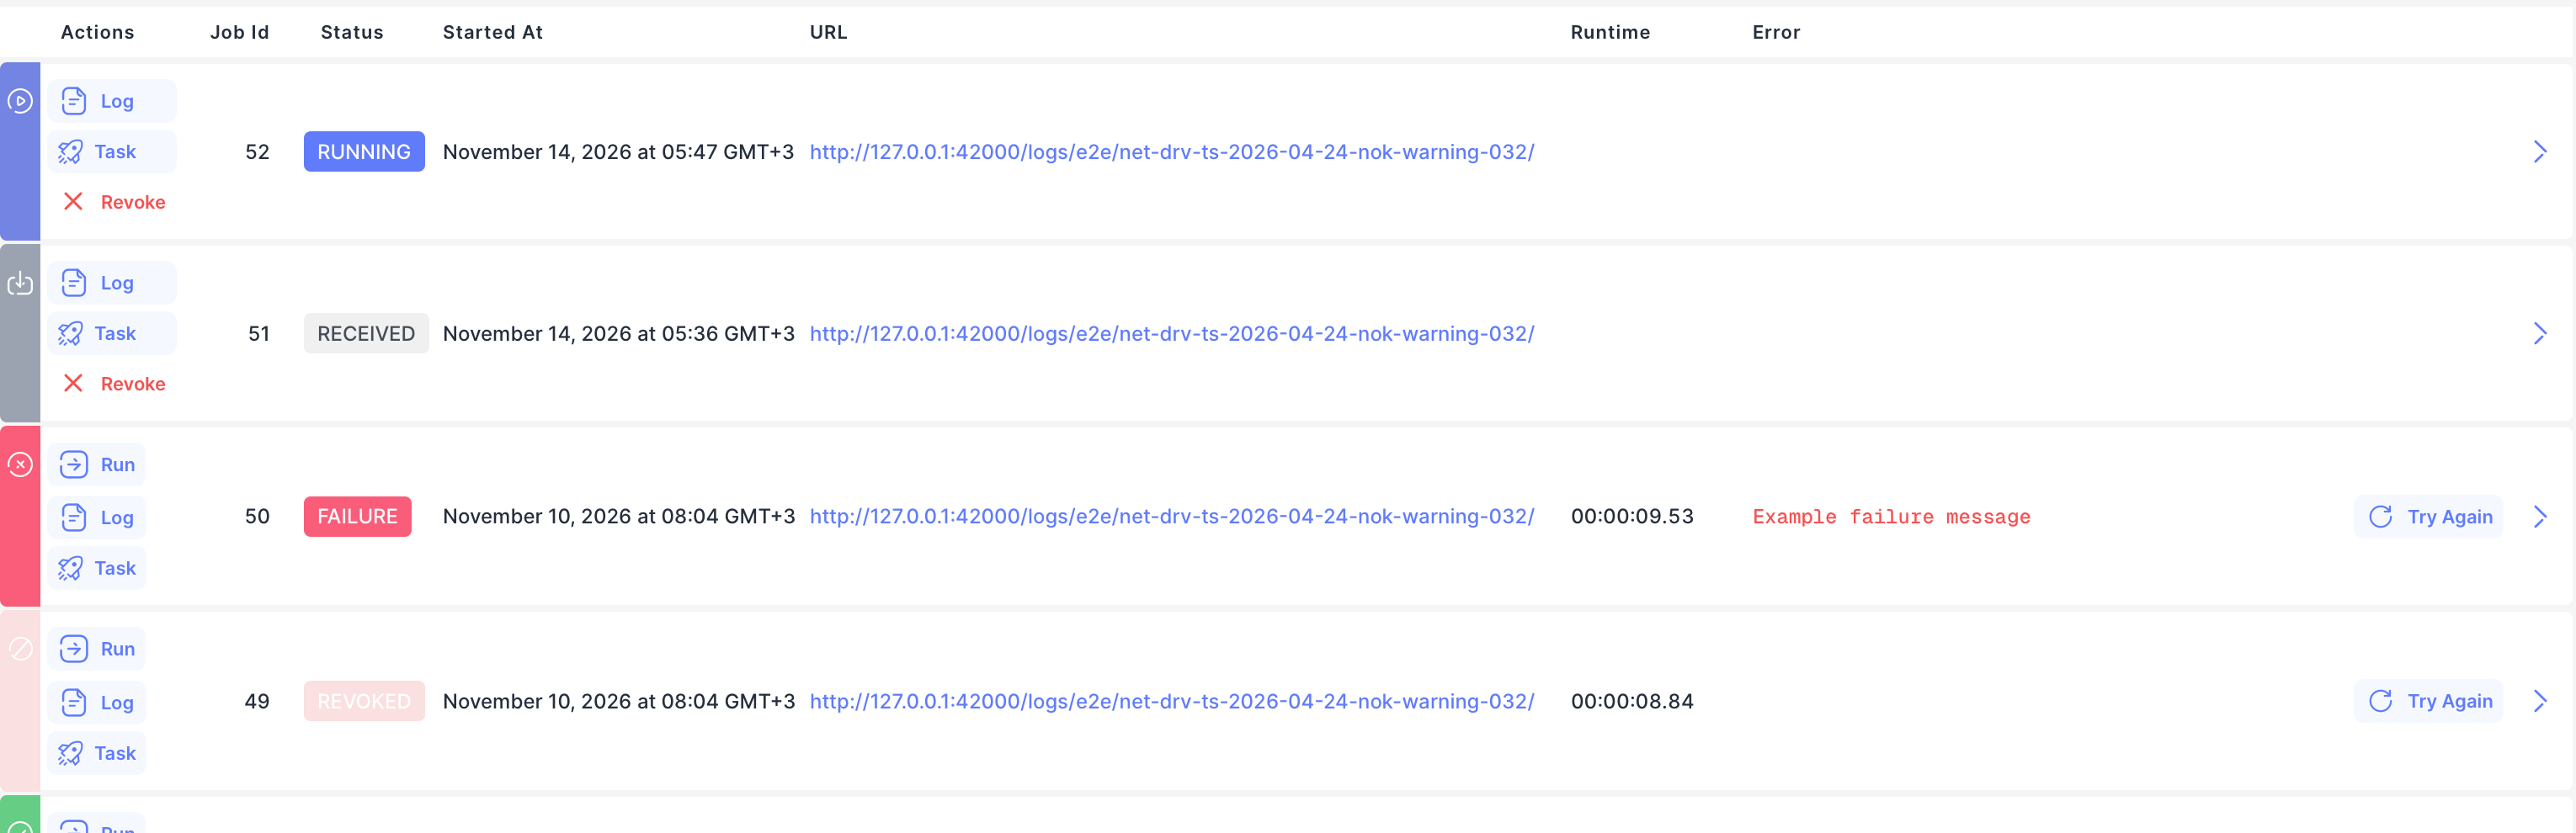 Actions Job Id Status Started At URL Runtime Error
Log
Task
Revoke
52 RUNNING November 14, 2026 at 05:47 GMT+3 http://127.0.0.1:42000/logs/e2e/net-drv-ts-2026-04-24-nok-warning-032/
Log
Task
Revoke
51 RECEIVED November 14, 2026 at 05:36 GMT+3 http://127.0.0.1:42000/logs/e2e/net-drv-ts-2026-04-24-nok-warning-032/
Run
Log
Task
50 FAILURE November 10, 2026 at 08:04 GMT+3 http://127.0.0.1:42000/logs/e2e/net-drv-ts-2026-04-24-nok-warning-032/ 00:00:09.53 Example failure message Try Again
Run
Log
Task
49 REVOKED November 10, 2026 at 08:04 GMT+3 http://127.0.0.1:42000/logs/e2e/net-drv-ts-2026-04-24-nok-warning-032/ 00:00:08.84 Try Again
Run